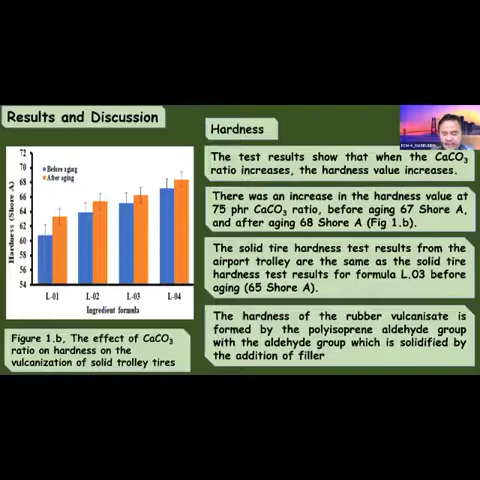 Results and Discussion
Hardness
The test results show that when the CaCO₃
ratio increases, the hardness value increases.
There was an increase in the hardness value at
75 phr CaCO₃ ratio, before aging 67 Shore A,
and after aging 68 Shore A (Fig 1.b).
The solid tire hardness test results from the
airport trolley are the same as the solid tire
hardness test results for formula L.03 before
aging (65 Shore A).
The hardness of the rubber vulcanisate is
formed by the polyisoprene aldehyde group
with the aldehyde group which is solidified by
the addition of filler
Hardness (Shore A)
72
70
68
66
64
62
60
58
56
54
Before aging
After aging
L-01 L-02 L-03 L-04
Ingredient formula
Figure 1.b, The effect of CaCO₃
ratio on hardness on the
vulcanization of solid trolley tires